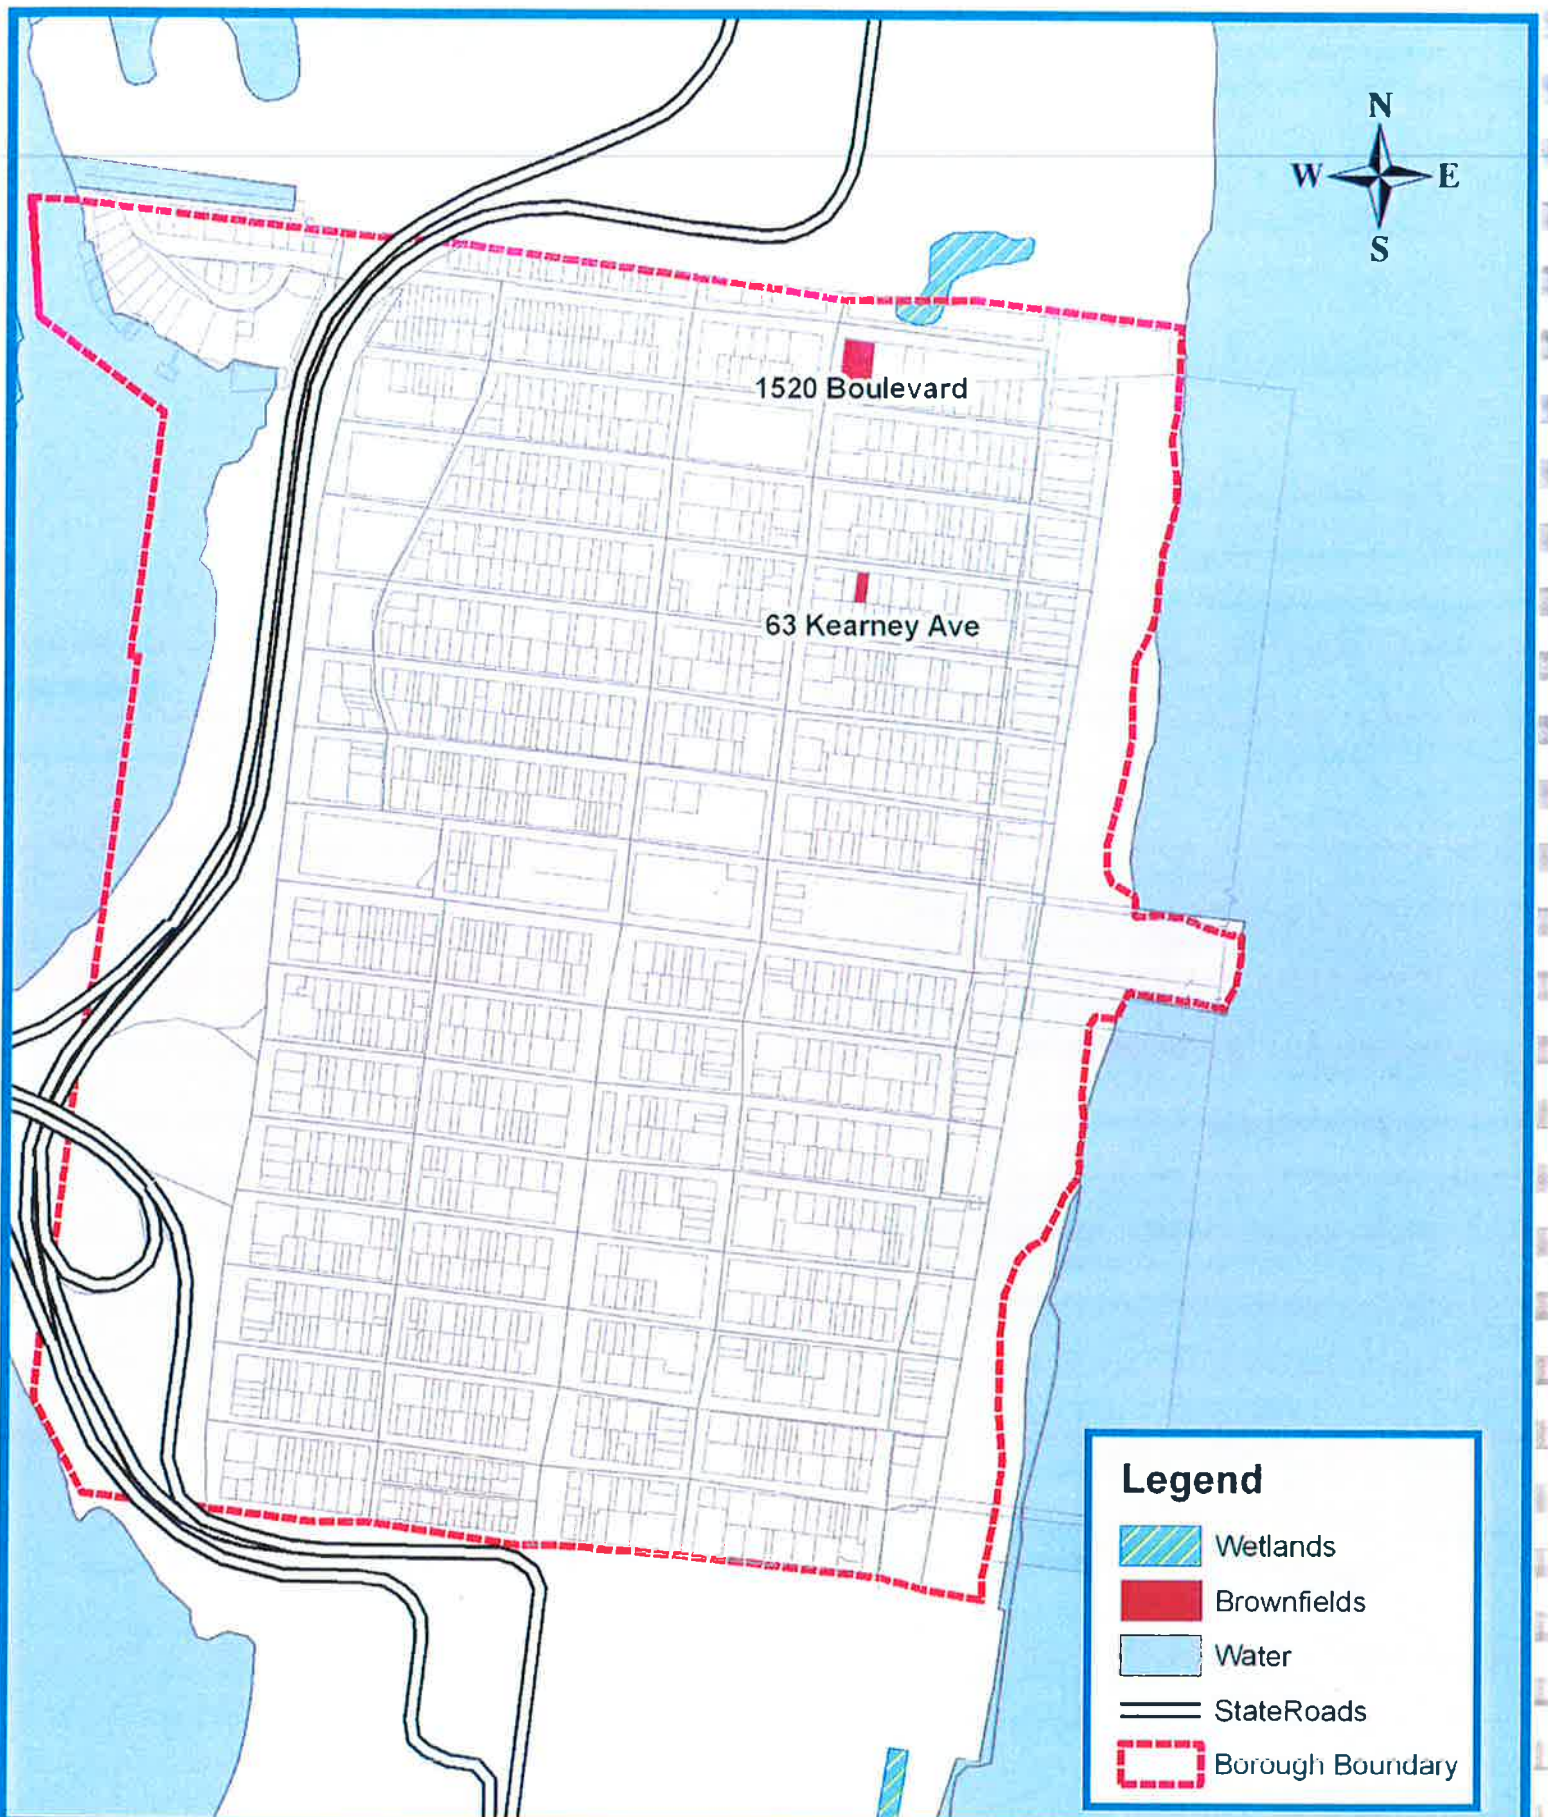 N
W E
S
1520 Boulevard
63 Kearney Ave
Legend
Wetlands
Brownfields
Water
StateRoads
Borough Boundary